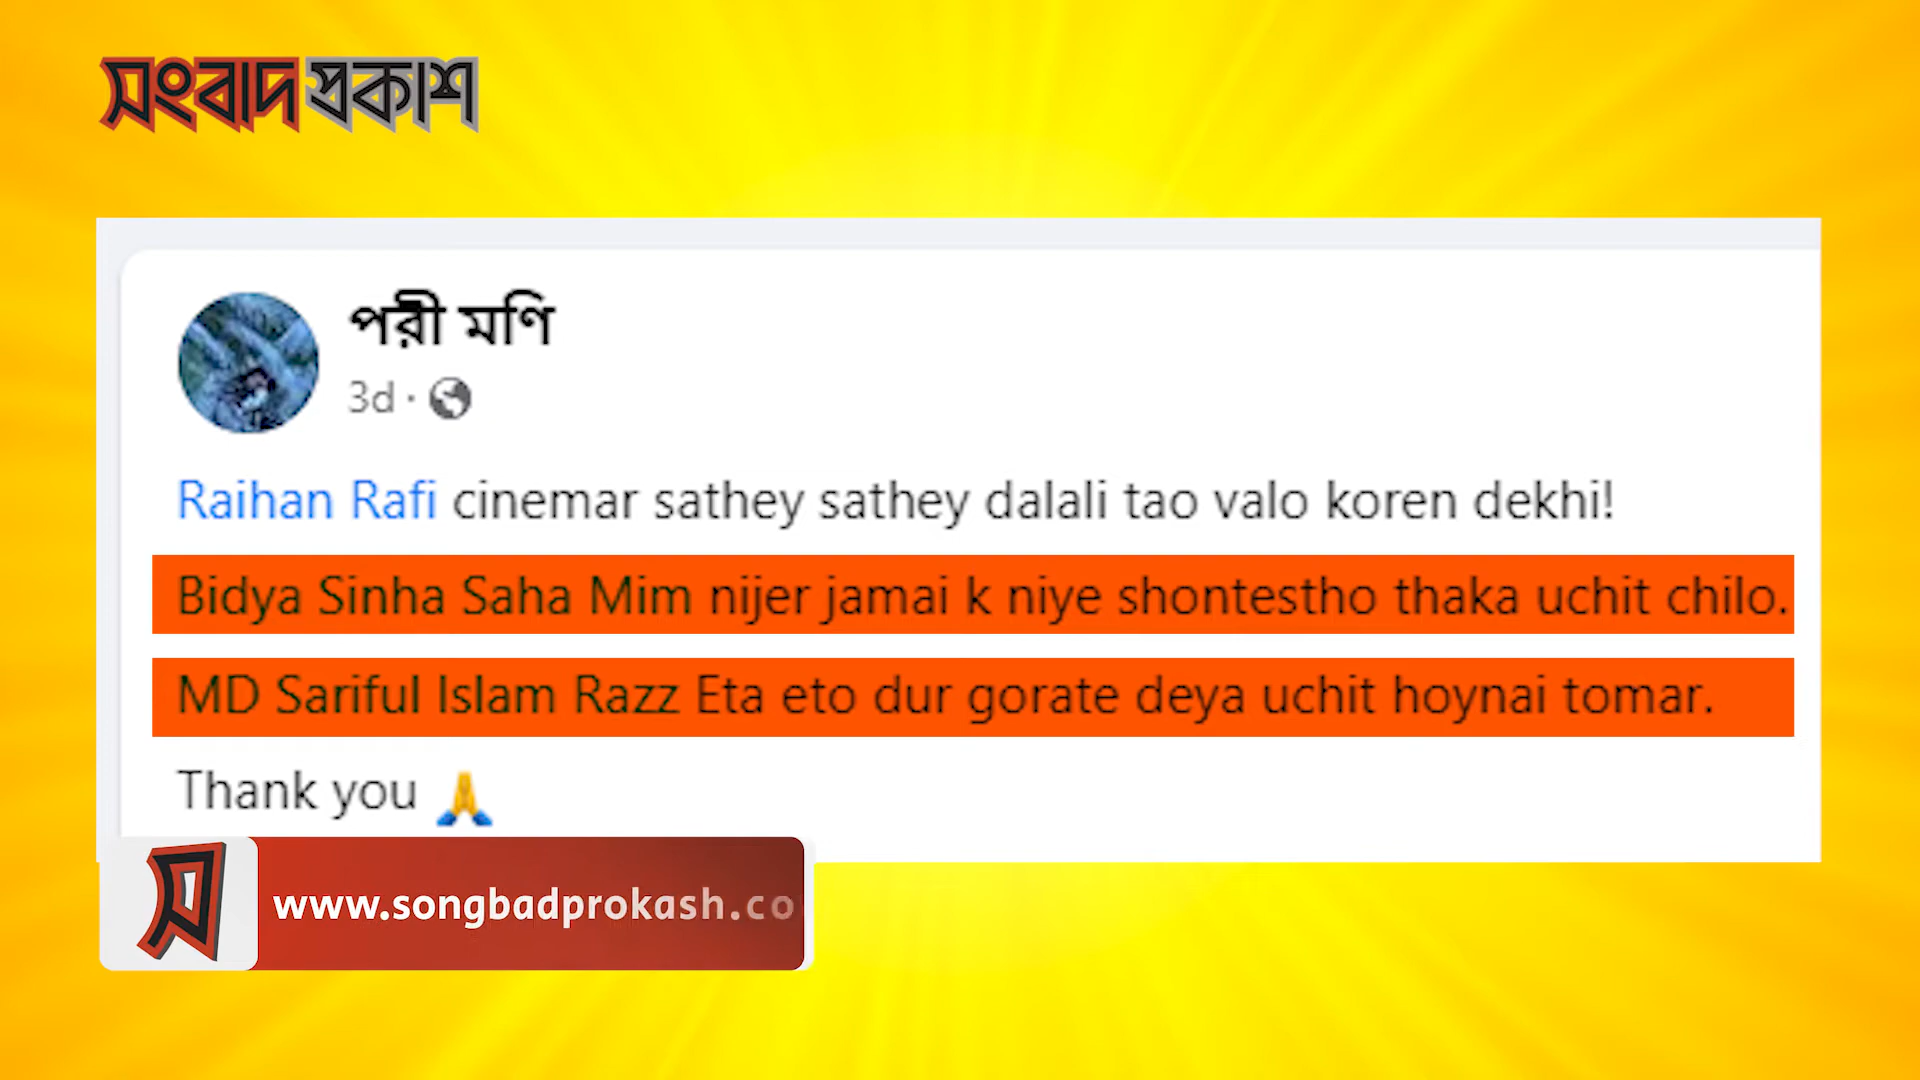 সংবাদ প্রকাশ
পরী মণি
3d ·
Raihan Rafi cinemar sathey sathey dalali tao valo koren dekhi!
Bidya Sinha Saha Mim nijer jamai k niye shontestho thaka uchit chilo.
MD Sariful Islam Razz Eta eto dur gorate deya uchit hoynai tomar.
Thank you 🙏
স
www.songbadprokash.co